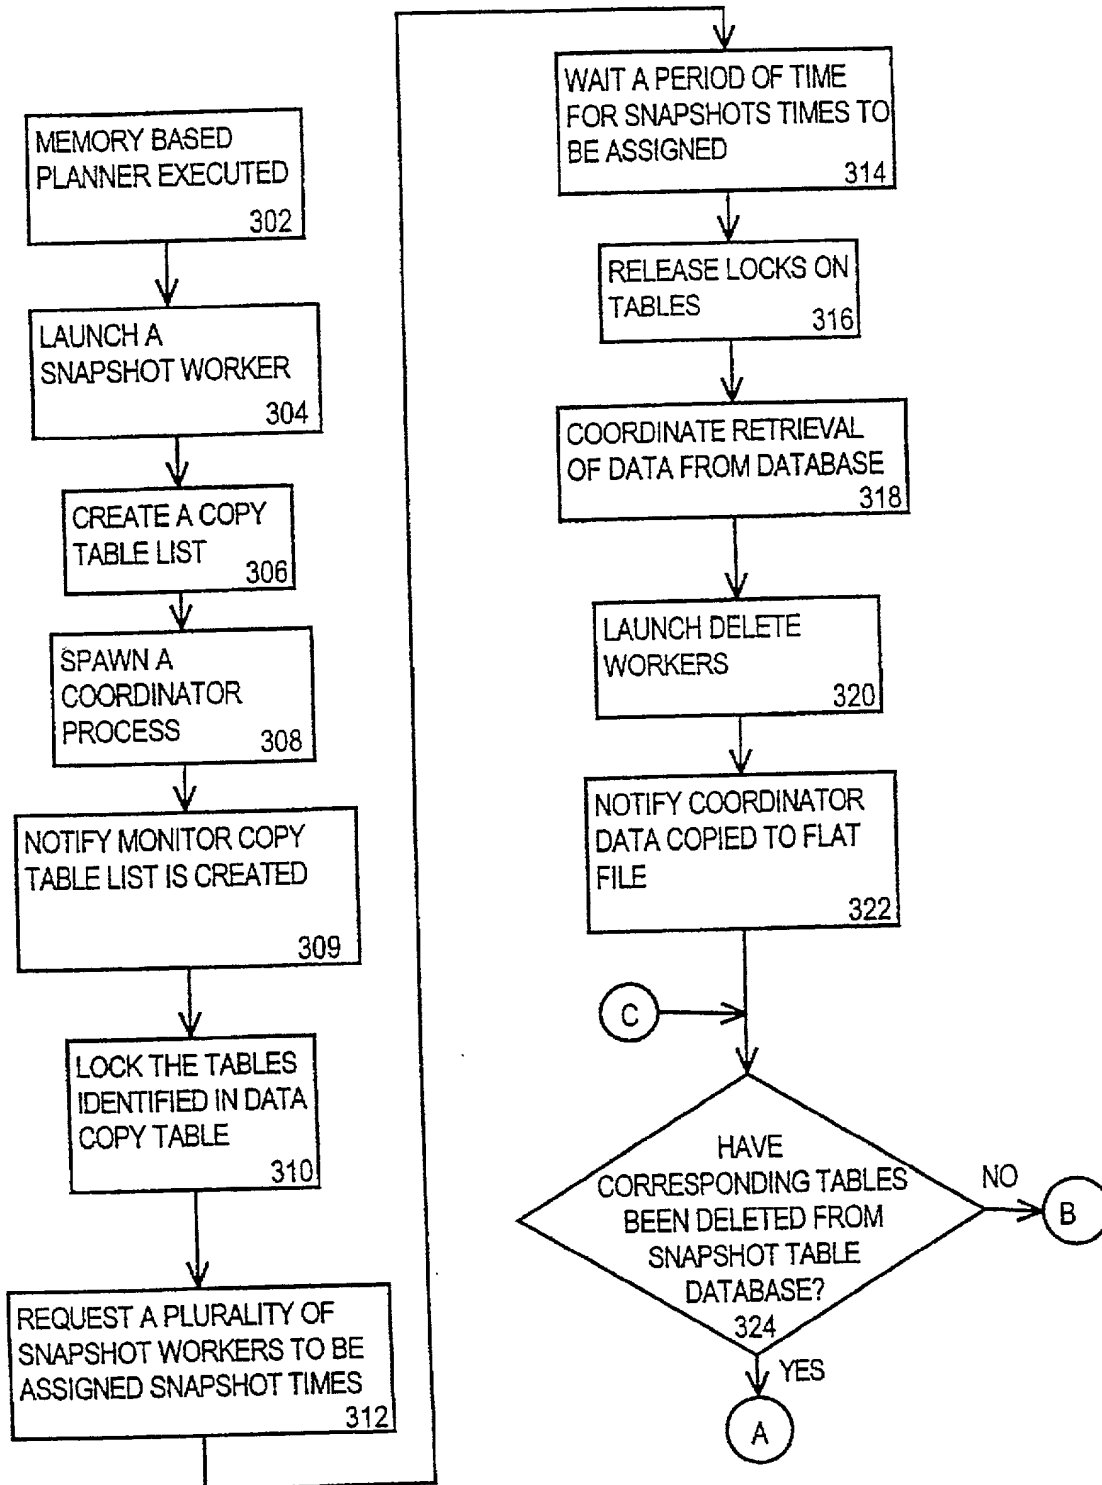 MEMORY BASED
PLANNER EXECUTED
302
LAUNCH A
SNAPSHOT WORKER
304
CREATE A COPY
TABLE LIST
306
SPAWN A
COORDINATOR
PROCESS
308
NOTIFY MONITOR COPY
TABLE LIST IS CREATED
309
LOCK THE TABLES
IDENTIFIED IN DATA
COPY TABLE
310
REQUEST A PLURALITY OF
SNAPSHOT WORKERS TO BE
ASSIGNED SNAPSHOT TIMES
312
WAIT A PERIOD OF TIME
FOR SNAPSHOTS TIMES TO
BE ASSIGNED
314
RELEASE LOCKS ON
TABLES
316
COORDINATE RETRIEVAL
OF DATA FROM DATABASE
318
LAUNCH DELETE
WORKERS
320
NOTIFY COORDINATOR
DATA COPIED TO FLAT
FILE
322
C
HAVE
CORRESPONDING TABLES
BEEN DELETED FROM
SNAPSHOT TABLE
DATABASE?
324
NO
B
YES
A